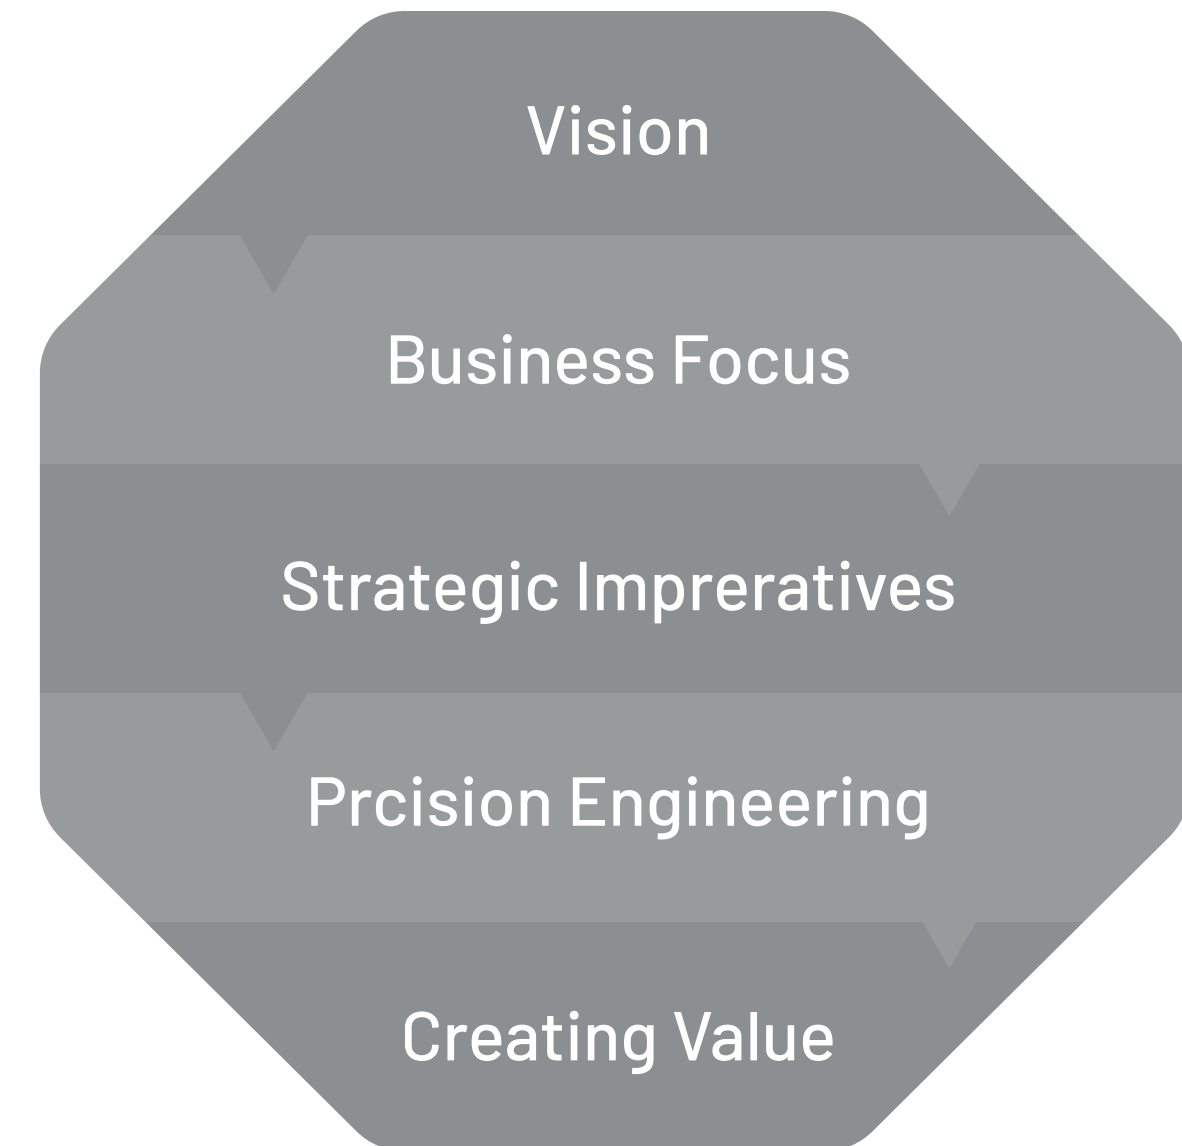 Vision
Business Focus
Strategic Impreratives
Prcision Engineering
Creating Value